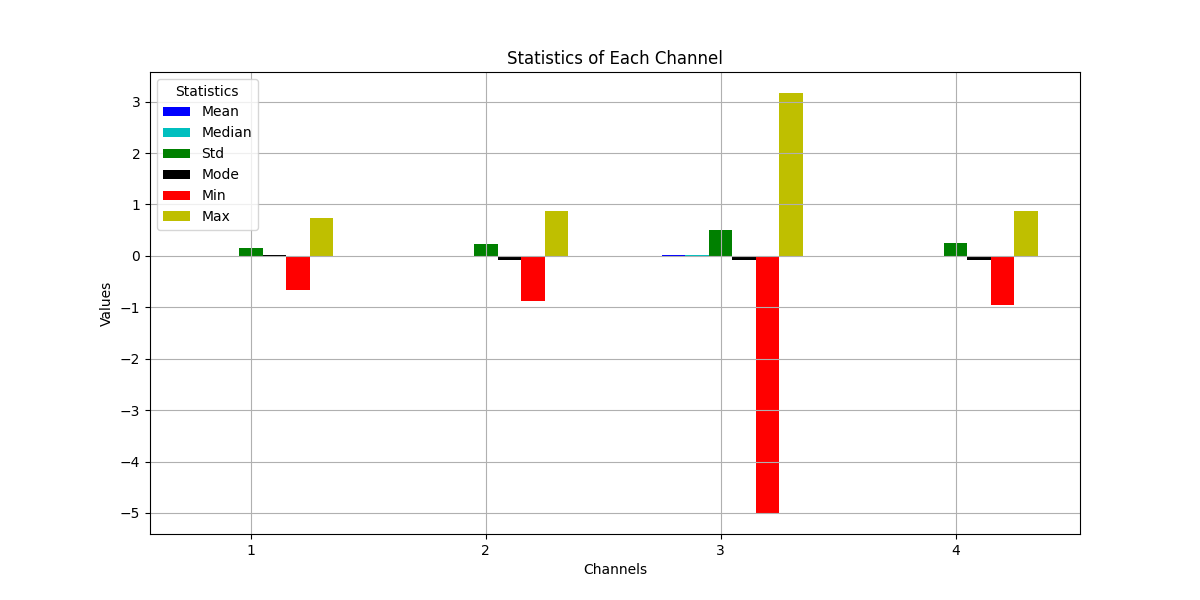 Statistics of Each Channel
Statistics
Mean
Median
Std
Mode
Min
Max
3
2
1
0
−1
−2
−3
−4
−5
Values
1 2 3 4
Channels